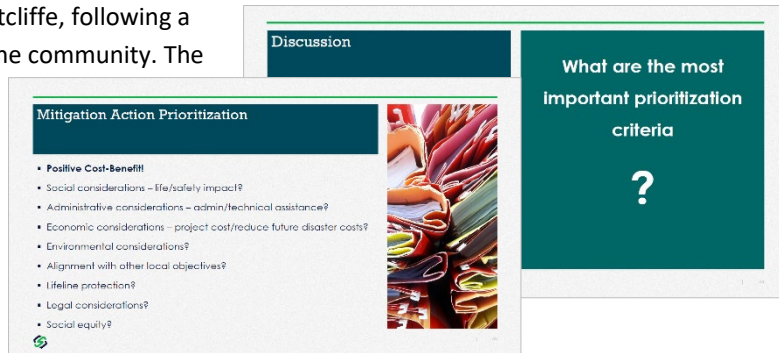 tcliffe, following a
ne community. The
Discussion
What are the most
important prioritization
criteria
?
Mitigation Action Prioritization
▪ Positive Cost-Benefit!
▪ Social considerations – life/safety impact?
▪ Administrative considerations – admin/technical assistance?
▪ Economic considerations – project cost/reduce future disaster costs?
▪ Environmental considerations?
▪ Alignment with other local objectives?
▪ Lifeline protection?
▪ Legal considerations?
▪ Social equity?